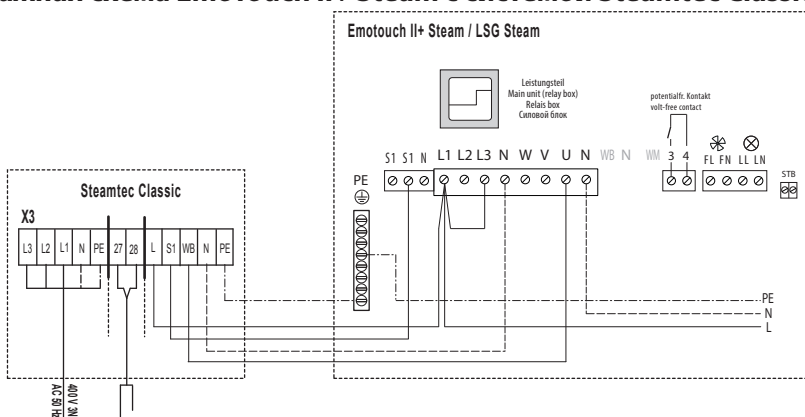 Emotouch II+ Steam / LSG Steam
Leistungsteil
Main unit (relay box)
Relais box
Силовой блок
potentialfr. Kontakt
volt-free contact
S1 S1 N L1 L2 L3 N W V U N WB N WM 3 4 FL FN LL LN
STB
PE
Steamtec Classic
X3
L3 L2 L1 N PE 27 28 L S1 WB N PE
PE
N
L
400 V 3N
AC 50 Hz